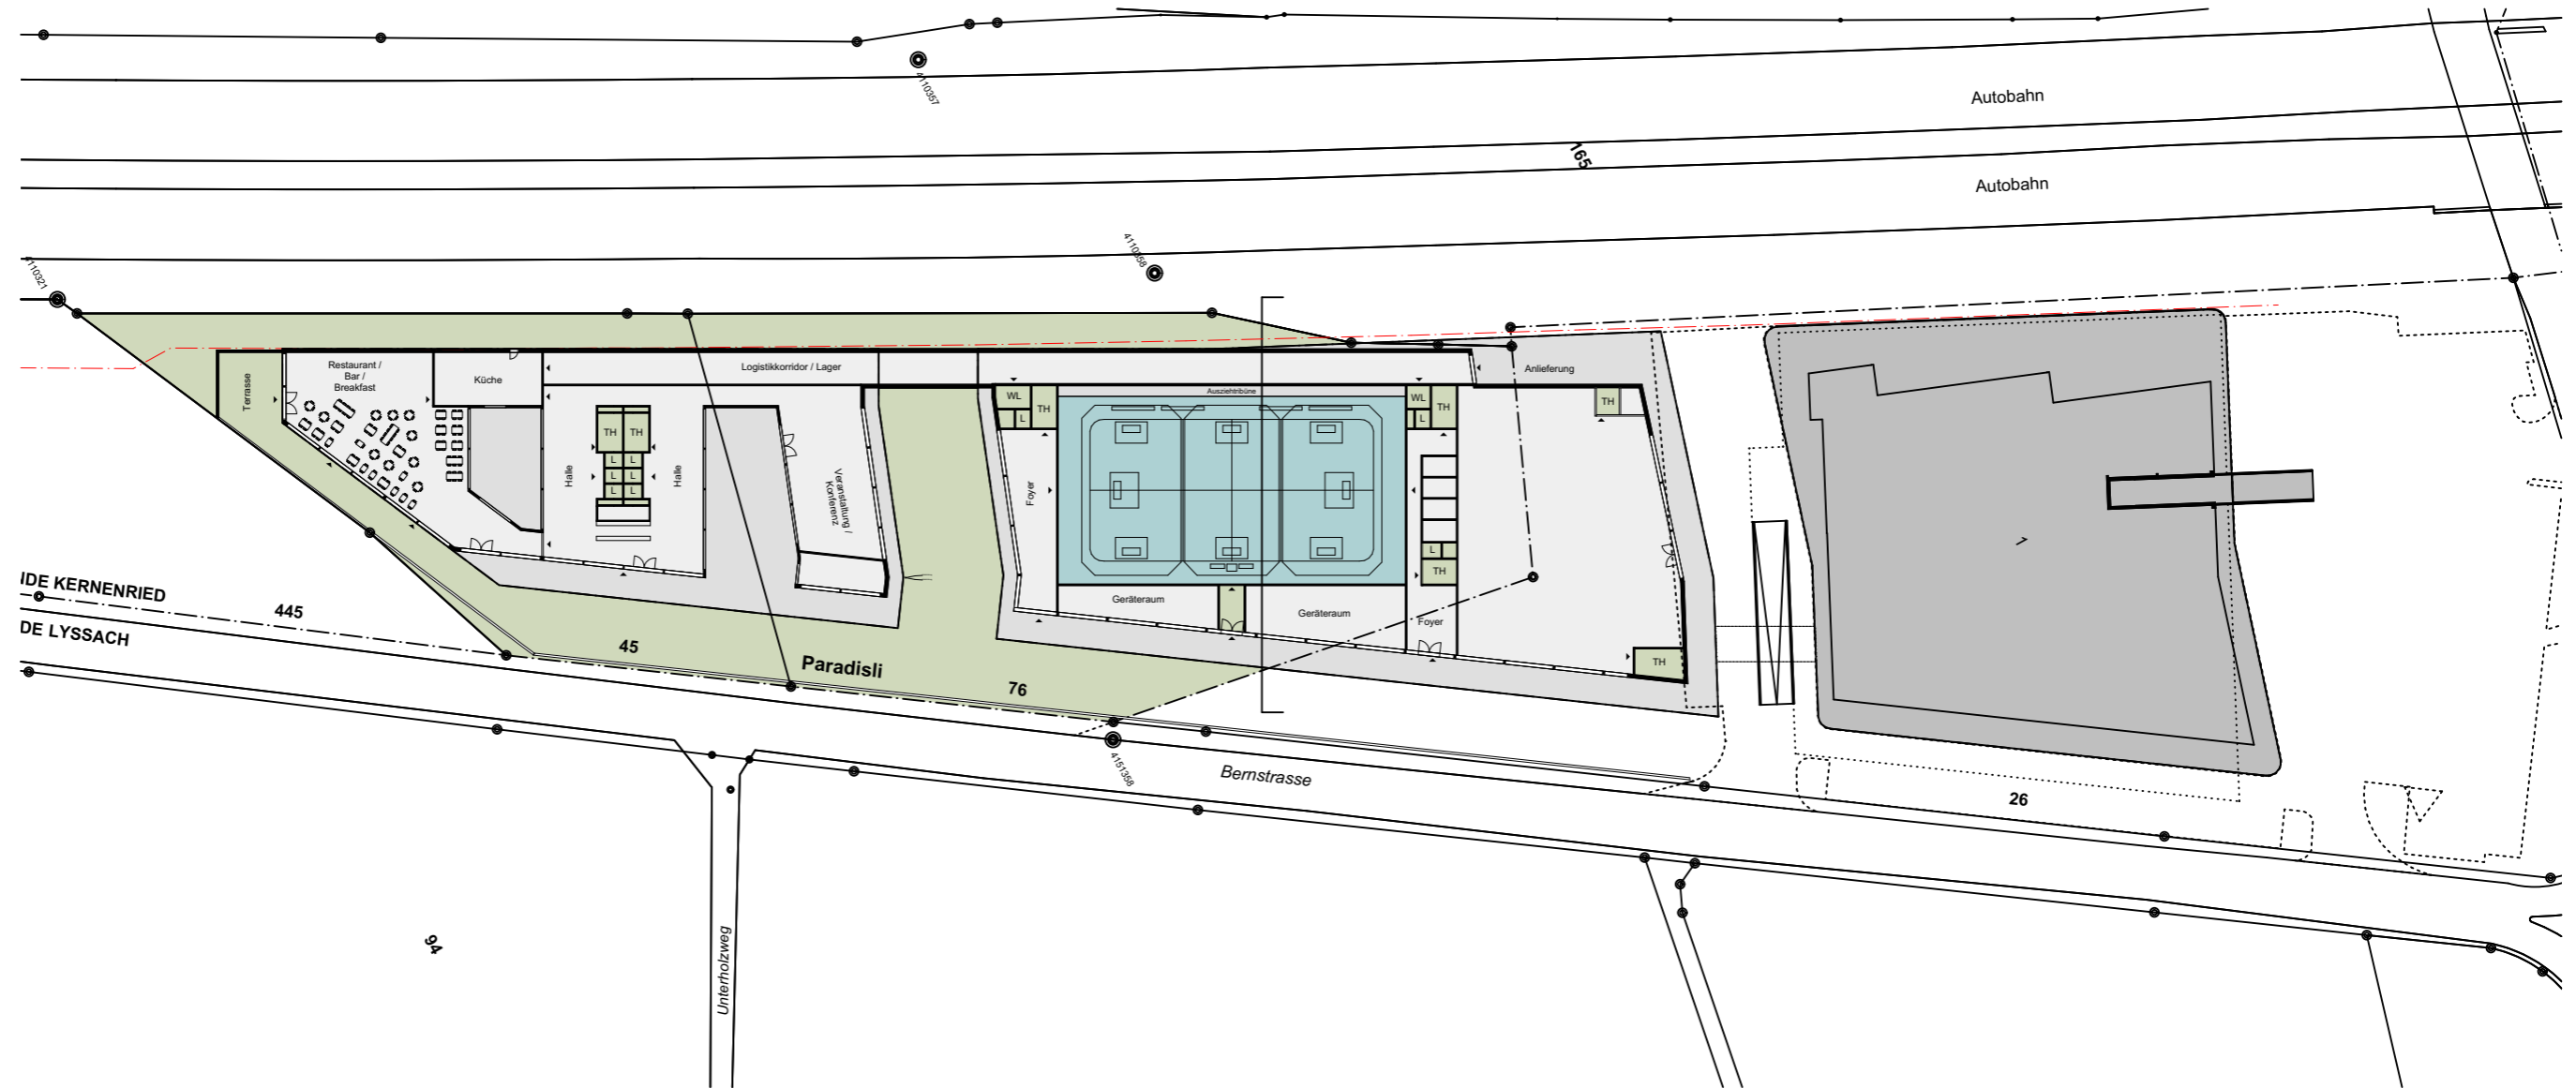 4110357
Autobahn
165
Autobahn
4110358
4110321
Terrasse
Restaurant /
Bar /
Breakfast
Küche
Logistikkorridor / Lager
Ausziehtribüne
Anlieferung
WL
L
TH
WL
L
TH
TH
TH
TH
L
L
L
L
L
L
Halle
Halle
Veranstaltung /
Konferenz
Foyer
L
TH
Geräteraum
Geräteraum
Foyer
TH
1
IDE KERNENRIED
DE LYSSACH
445
45
Paradisli
76
4151358
Bernstrasse
26
94
Unterholzweg